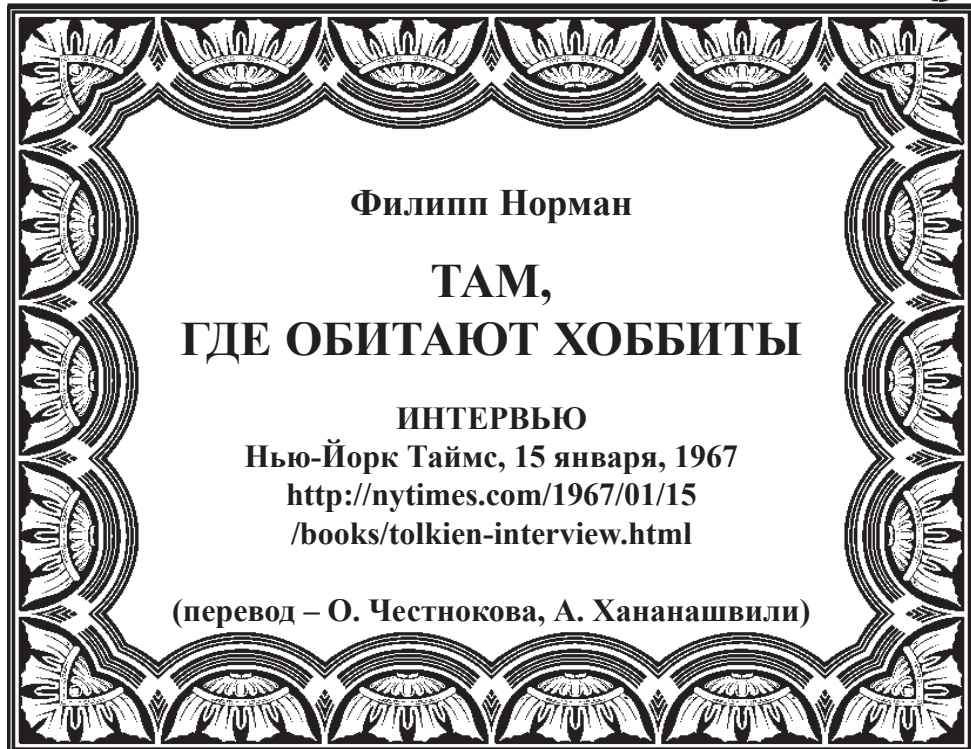 Филипп Норман
ТАМ,
ГДЕ ОБИТАЮТ ХОББИТЫ
ИНТЕРВЬЮ
Нью-Йорк Таймс, 15 января, 1967
http://nytimes.com/1967/01/15
/books/tolkien-interview.html
(перевод – О. Честнокова, А. Хананашвили)